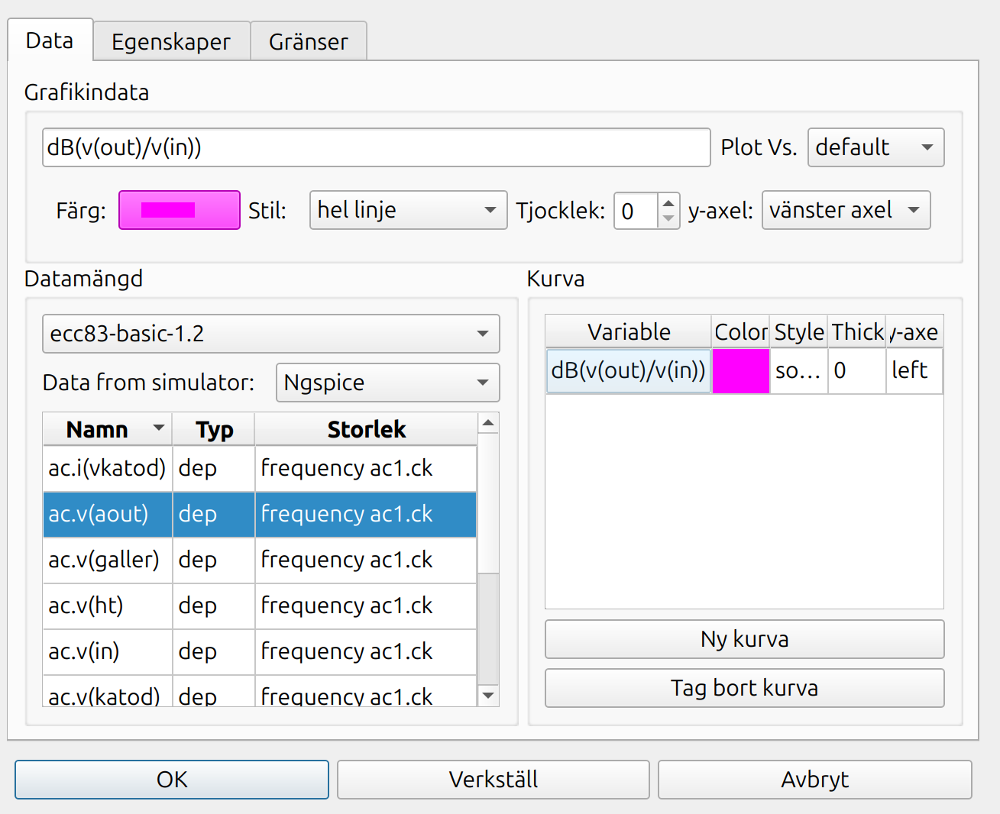 Data Egenskaper Gränser
Grafikindata
dB(v(out)/v(in)) Plot Vs. default
Färg: Stil: hel linje Tjocklek: 0 y-axel: vänster axel
Datamängd
ecc83-basic-1.2
Data from simulator: Ngspice
Namn Typ Storlek
ac.i(vkatod) dep frequency ac1.ck
ac.v(aout) dep frequency ac1.ck
ac.v(galler) dep frequency ac1.ck
ac.v(ht) dep frequency ac1.ck
ac.v(in) dep frequency ac1.ck
ac.v(katod) dep frequency ac1.ck
Kurva
Variable Color Style Thick y-axe
dB(v(out)/v(in)) so... 0 left
Ny kurva
Tag bort kurva
OK Verkställ Avbryt